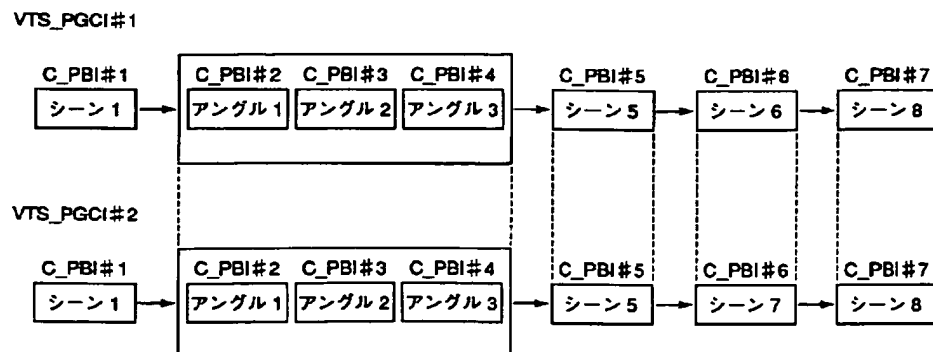 VTS_PGCI#1
C_PBI#1 C_PBI#2 C_PBI#3 C_PBI#4 C_PBI#5 C_PBI#6 C_PBI#7
シーン 1 アングル 1 アングル 2 アングル 3 シーン 5 シーン 6 シーン 8
VTS_PGCI#2
C_PBI#1 C_PBI#2 C_PBI#3 C_PBI#4 C_PBI#5 C_PBI#6 C_PBI#7
シーン 1 アングル 1 アングル 2 アングル 3 シーン 5 シーン 7 シーン 8